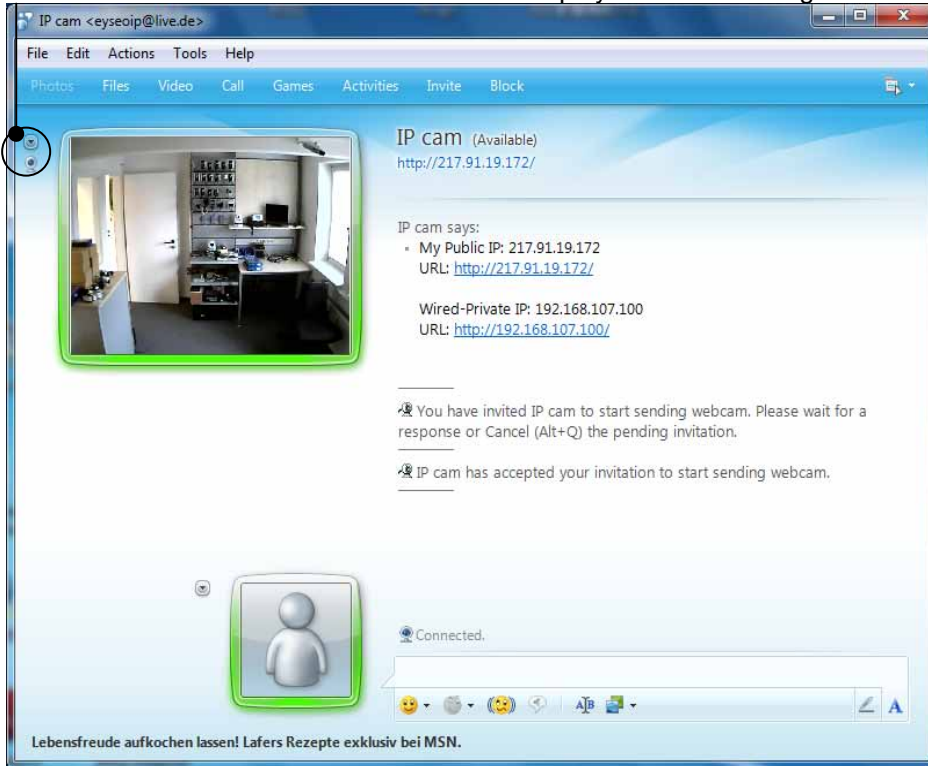 IP cam <eyseoip@live.de>
File Edit Actions Tools Help
Photos Files Video Call Games Activities Invite Block
IP cam (Available)
http://217.91.19.172/
IP cam says:
My Public IP: 217.91.19.172
URL: http://217.91.19.172/
Wired-Private IP: 192.168.107.100
URL: http://192.168.107.100/
You have invited IP cam to start sending webcam. Please wait for a
response or Cancel (Alt+Q) the pending invitation.
IP cam has accepted your invitation to start sending webcam.
Connected.
Lebensfreude aufkochen lassen! Lafers Rezepte exklusiv bei MSN.